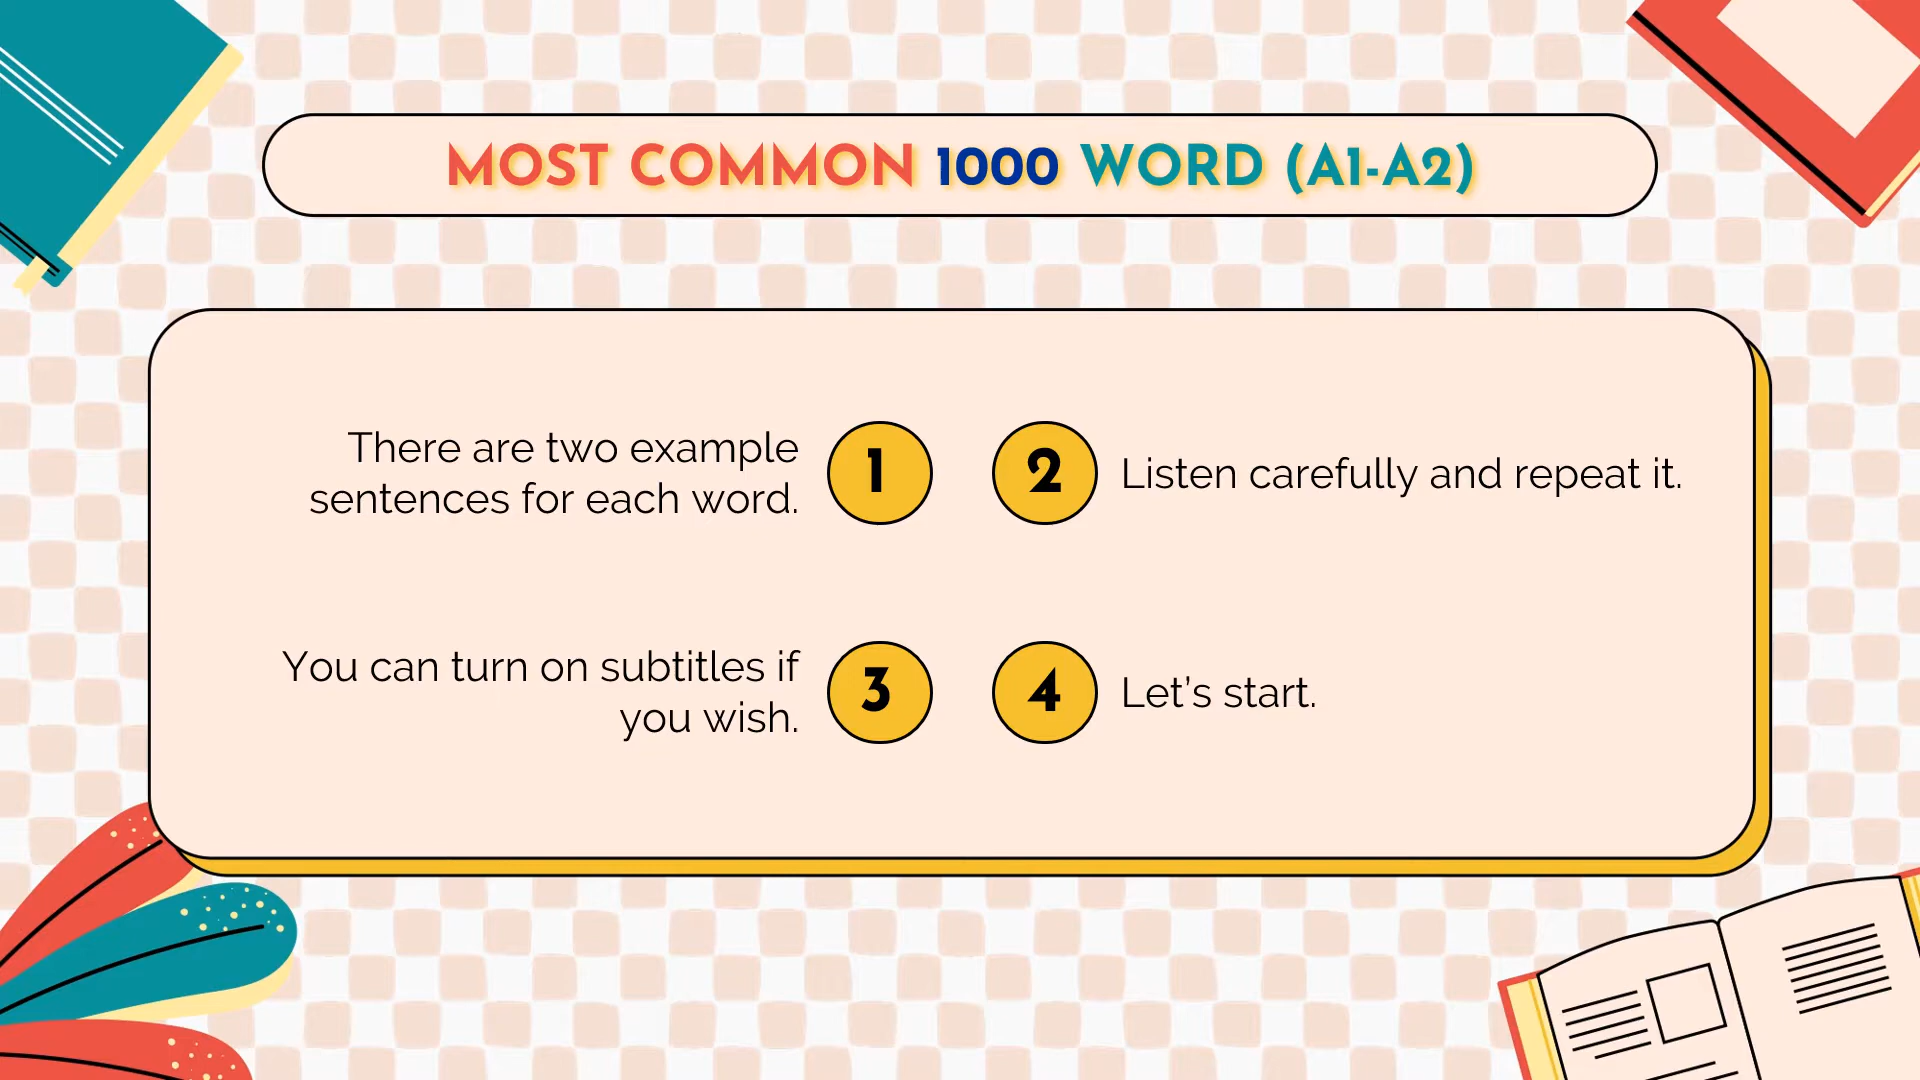 MOST COMMON 1000 WORD (A1-A2)
There are two example
sentences for each word.
1
2
Listen carefully and repeat it.
You can turn on subtitles if
you wish.
3
4
Let's start.